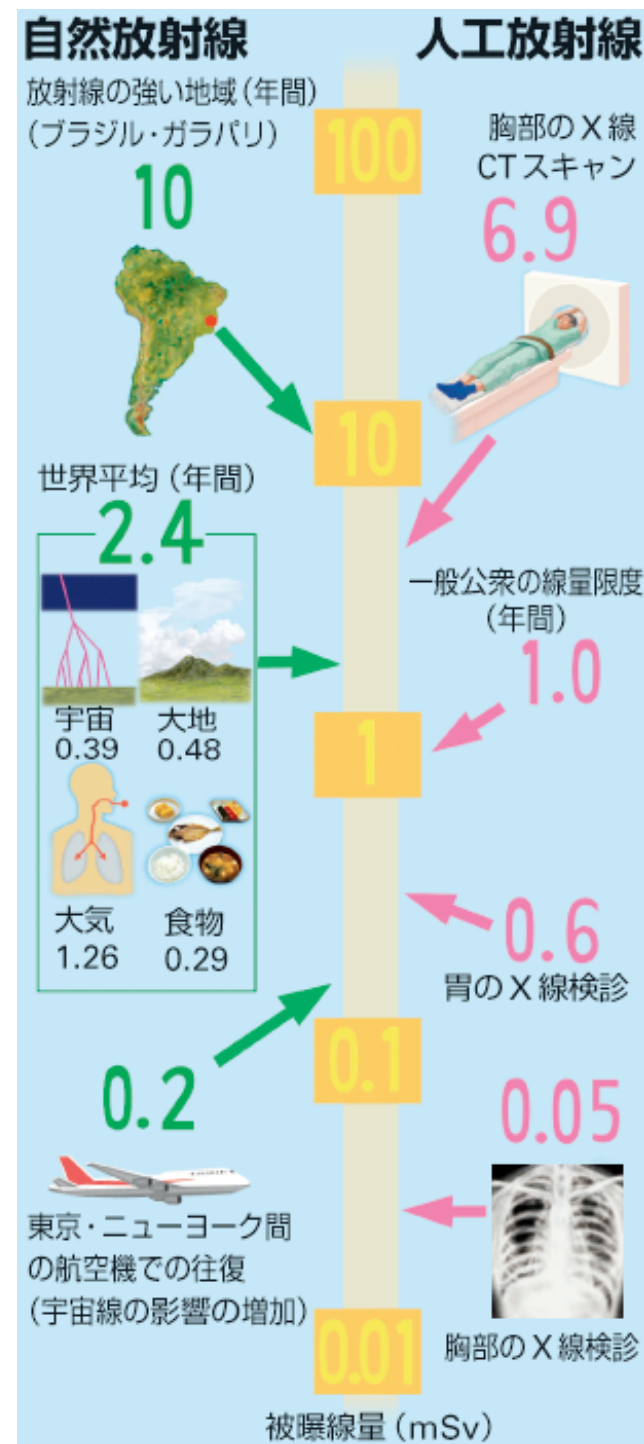 自然放射線
放射線の強い地域(年間)
(ブラジル・ガラパリ)
10
世界平均(年間)
2.4
宇宙
0.39
大地
0.48
大気
1.26
食物
0.29
0.2
東京・ニューヨーク間
の航空機での往復
(宇宙線の影響の増加)
100
10
1
0.1
0.01
被曝線量(mSv)
人工放射線
胸部のX線
CTスキャン
6.9
一般公衆の線量限度
(年間)
1.0
0.6
胃のX線検診
0.05
胸部のX線検診